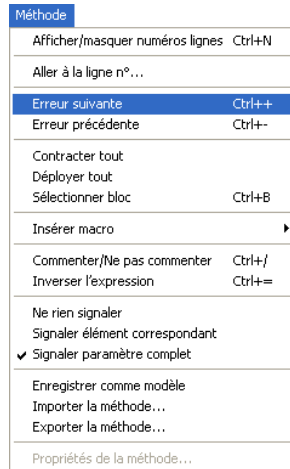 Méthode
Afficher/masquer numéros lignes Ctrl+N
Aller à la ligne n°...
Erreur suivante Ctrl++
Erreur précédente Ctrl+-
Contracter tout
Déployer tout
Sélectionner bloc Ctrl+B
Insérer macro
Commenter/Ne pas commenter Ctrl+/
Inverser l'expression Ctrl+=
Ne rien signaler
Signaler élément correspondant
Signaler paramètre complet
Enregistrer comme modèle
Importer la méthode...
Exporter la méthode...
Propriétés de la méthode...